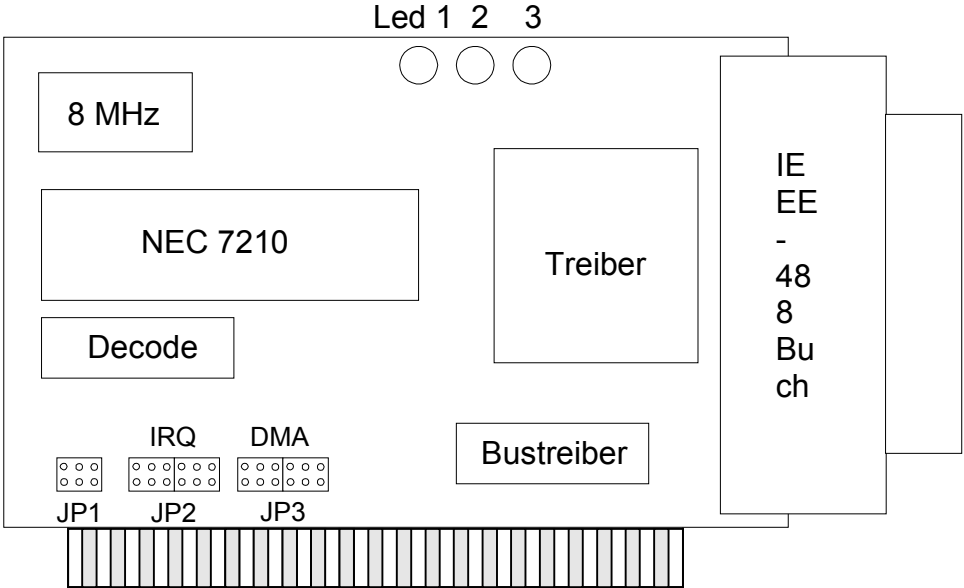 Led 1 2 3
8 MHz
NEC 7210
Treiber
IE
EE
-
48
8
Bu
ch
Decode
IRQ DMA
Bustreiber
JP1 JP2 JP3